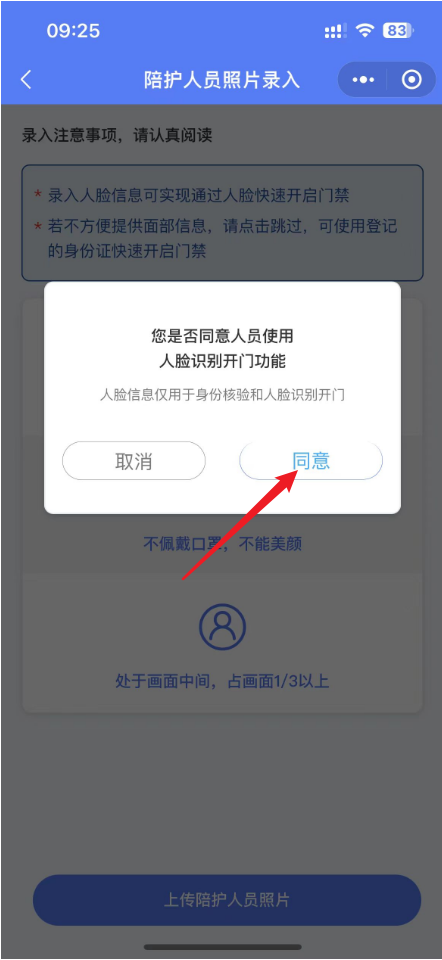 09:25
83
陪护人员照片录入
录入注意事项，请认真阅读
* 录入人脸信息可实现通过人脸快速开启门禁
* 若不方便提供面部信息，请点击跳过，可使用登记
的身份证快速开启门禁
您是否同意人员使用
人脸识别开门功能
人脸信息仅用于身份核验和人脸识别开门
取消
同意
不佩戴口罩，不能美颜
处于画面中间，占画面1/3以上
上传陪护人员照片